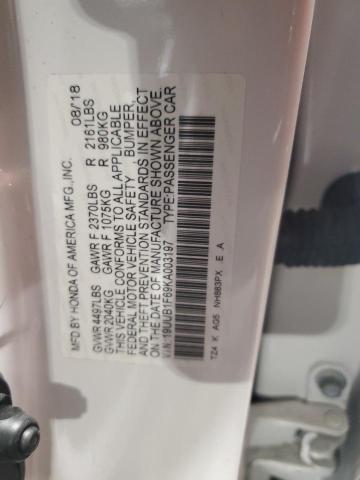 MFD BY HONDA OF AMERICA MFG.,INC. 08/18
GVWR 4497LBS GAWR F 2370LBS R 2161LBS
GVWR 2040KG GAWR F 1075KG R 980KG
THIS VEHICLE CONFORMS TO ALL APPLICABLE
FEDERAL MOTOR VEHICLE SAFETY , BUMPER,
AND THEFT PREVENTION STANDARDS IN EFFECT
ON THE DATE OF MANUFACTURE SHOWN ABOVE.
V.I.N.:19UUB1F69KA003197 TYPE:PASSENGER CAR
TZ4 K AG5 NH883PX E A